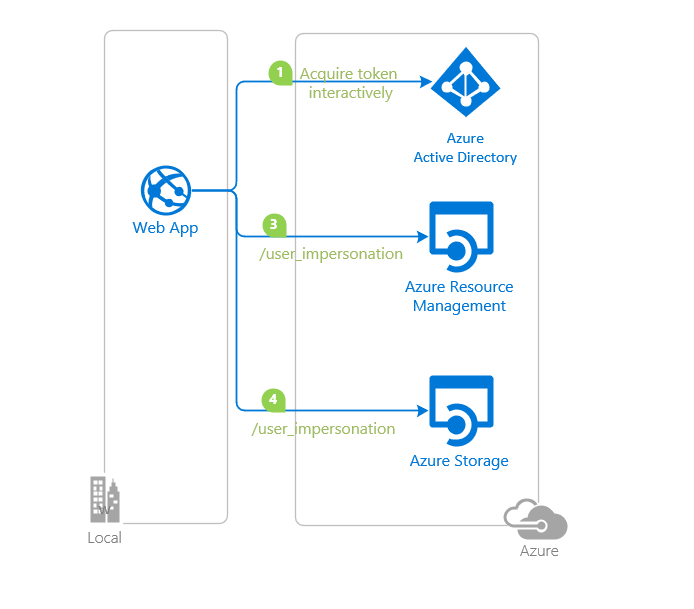 1
Acquire token
interactively
Azure
Active Directory
Web App
3
/user_impersonation
Azure Resource
Management
4
/user_impersonation
Azure Storage
W
Local
Azure